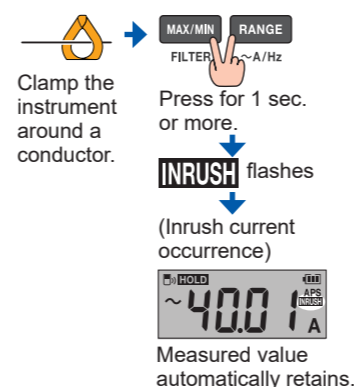 MAX/MIN RANGE
FILTER ~A/Hz
Clamp the
instrument
around a
conductor.
Press for 1 sec.
or more.
INRUSH flashes
(Inrush current
occurrence)
HOLD
APS
~40.01 INRUSH
A
Measured value
automatically retains.